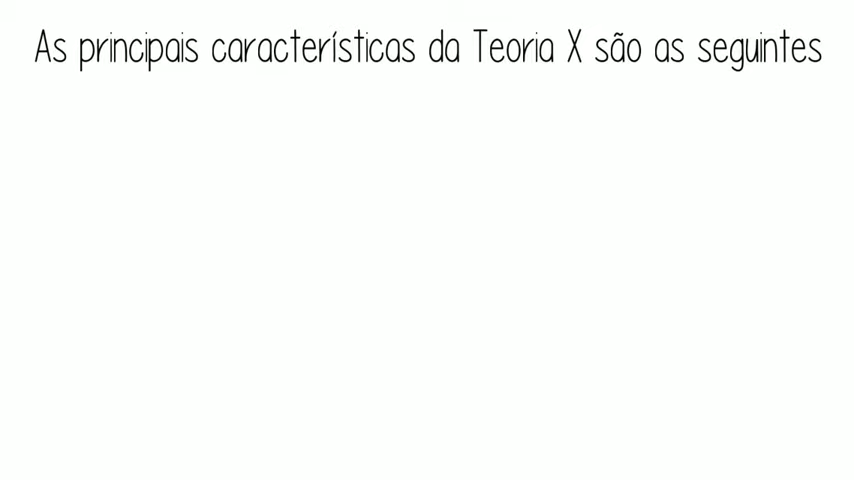 As principais características da Teoria X são as seguintes